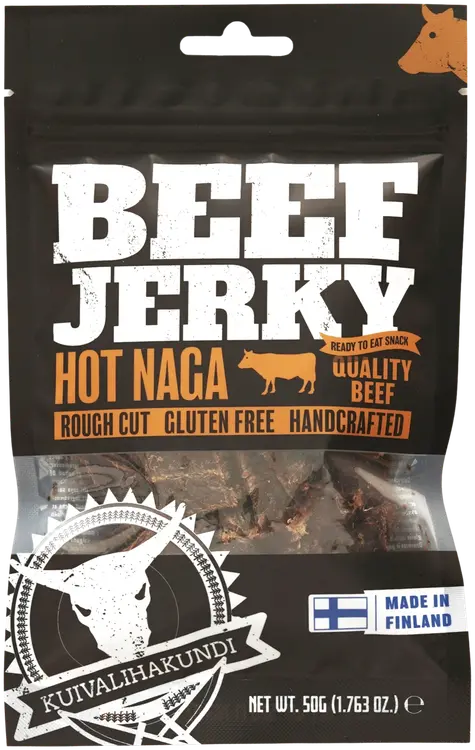 BEEF
JERKY
READY TO EAT SNACK
HOT NAGA
QUALITY
BEEF
ROUGH CUT GLUTEN FREE HANDCRAFTED
KUIVALIHAKUNDI
MADE IN
FINLAND
NET WT. 50G (1.763 OZ.) ℮